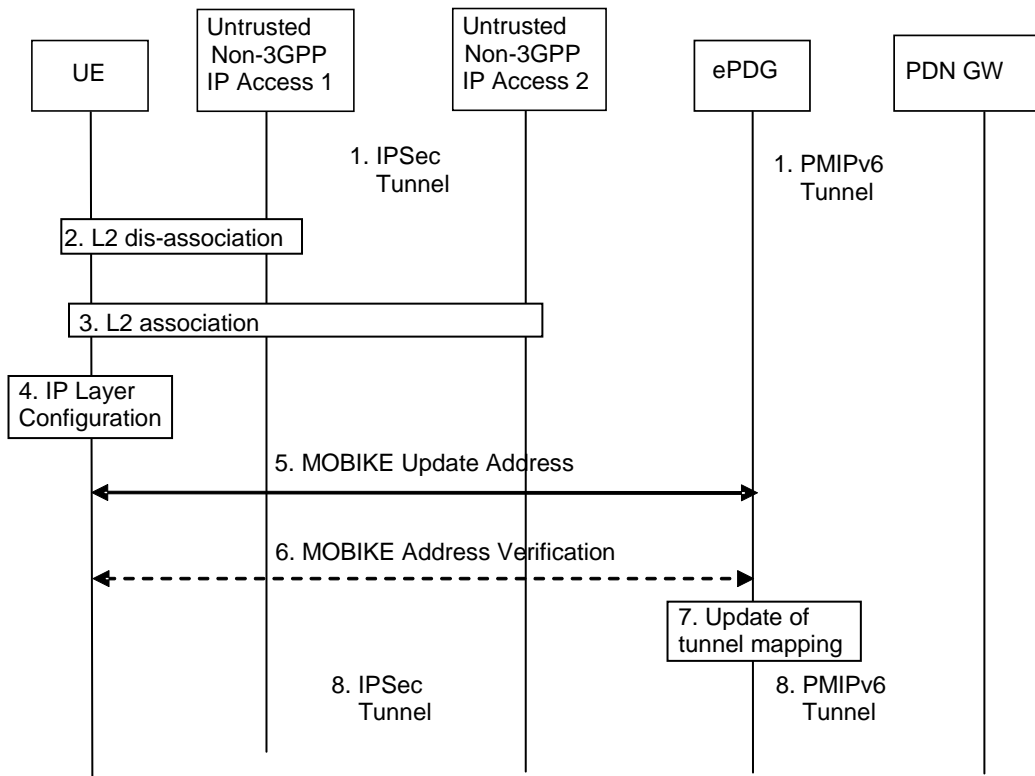 UE
Untrusted
Non-3GPP
IP Access 1
Untrusted
Non-3GPP
IP Access 2
ePDG
PDN GW
1. IPSec
Tunnel
1. PMIPv6
Tunnel
2. L2 dis-association
3. L2 association
4. IP Layer
Configuration
5. MOBIKE Update Address
6. MOBIKE Address Verification
7. Update of
tunnel mapping
8. IPSec
Tunnel
8. PMIPv6
Tunnel